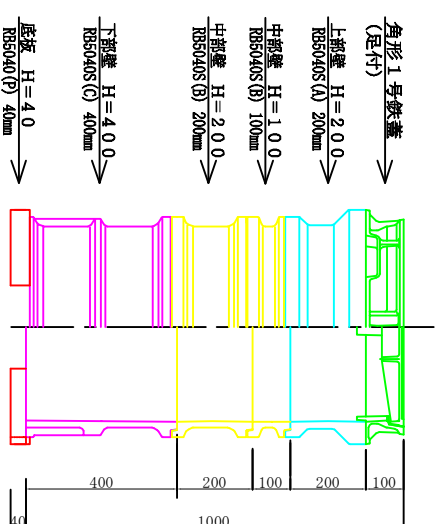 角形１号鉄蓋
(足付)
上部壁 H=200
RB5040S(A) 200mm
中部壁 H=100
RB5040S(B) 100mm
中部壁 H=200
RB5040S(B) 200mm
下部壁 H=400
RB5040S(C) 400mm
底板 H=40
RB5040(P) 40mm
400
200
100
200
100
40
1000